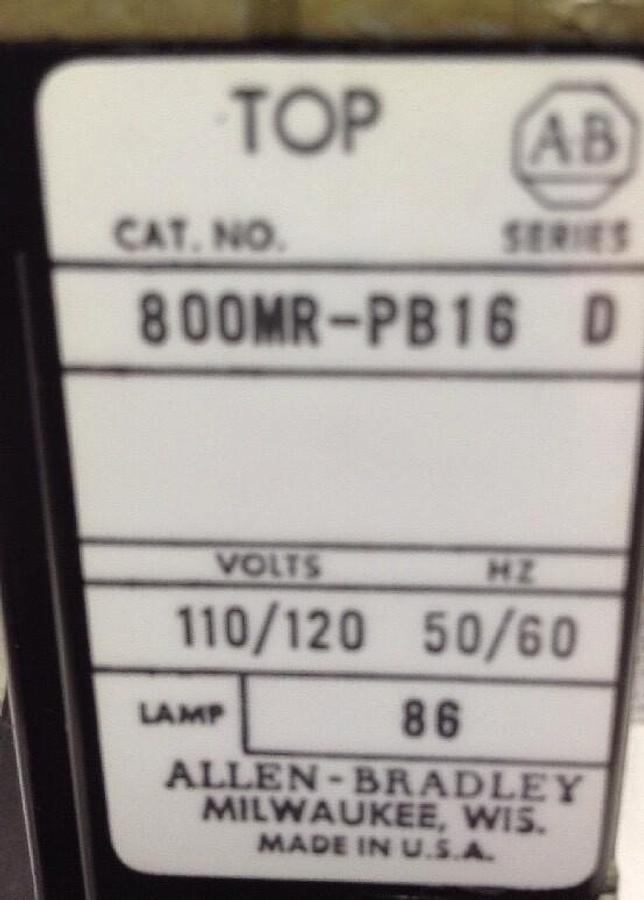 TOP
A-B
CAT. NO. SERIES
800MR-PB16 D
VOLTS HZ
110/120 50/60
LAMP 86
ALLEN-BRADLEY
MILWAUKEE, WIS.
MADE IN U.S.A.